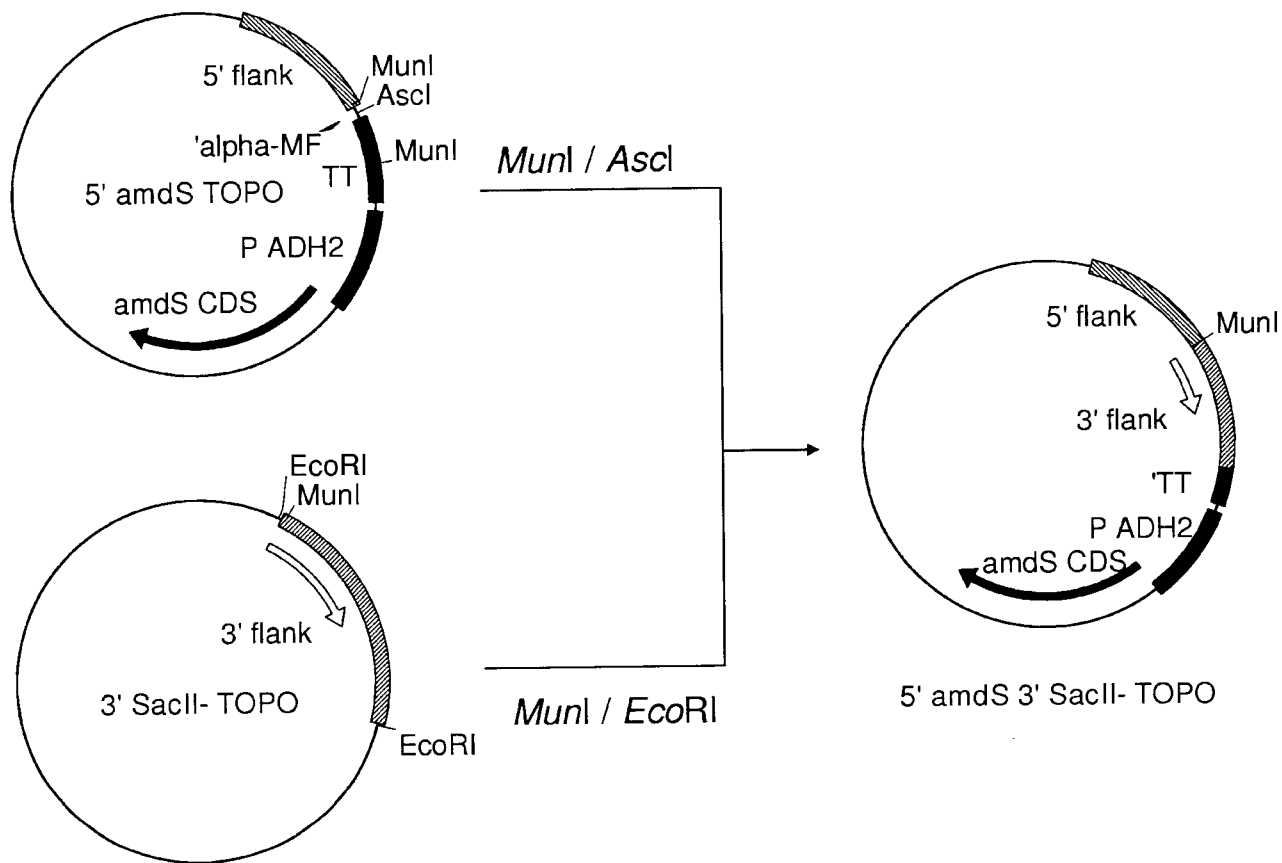 5' flank
MunI
AscI
'alpha-MF
MunI
TT
5' amdS TOPO
P ADH2
amdS CDS
MunI / AscI
EcoRI
MunI
3' flank
3' SacII- TOPO
EcoRI
MunI / EcoRI
5' flank
MunI
3' flank
'TT
P ADH2
amdS CDS
5' amdS 3' SacII- TOPO